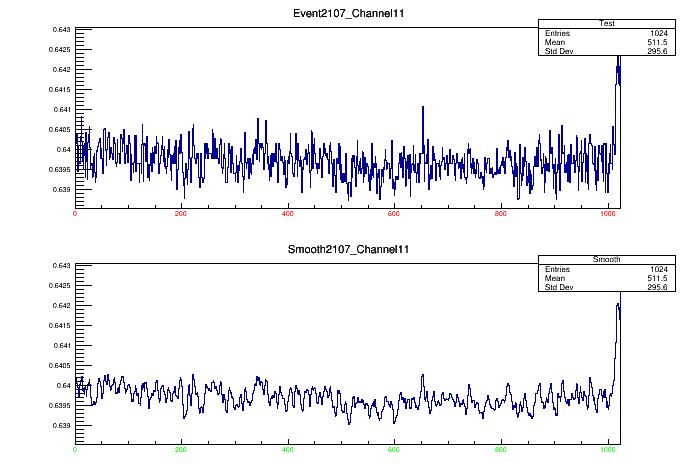 Event2107_Channel11
Test
Entries 1024
Mean 511.5
Std Dev 295.6
0.643
0.6425
0.642
0.6415
0.641
0.6405
0.64
0.6395
0.639
0 200 400 600 800 1000
Smooth2107_Channel11
Smooth
Entries 1024
Mean 511.5
Std Dev 295.6
0.643
0.6425
0.642
0.6415
0.641
0.6405
0.64
0.6395
0.639
0 200 400 600 800 1000